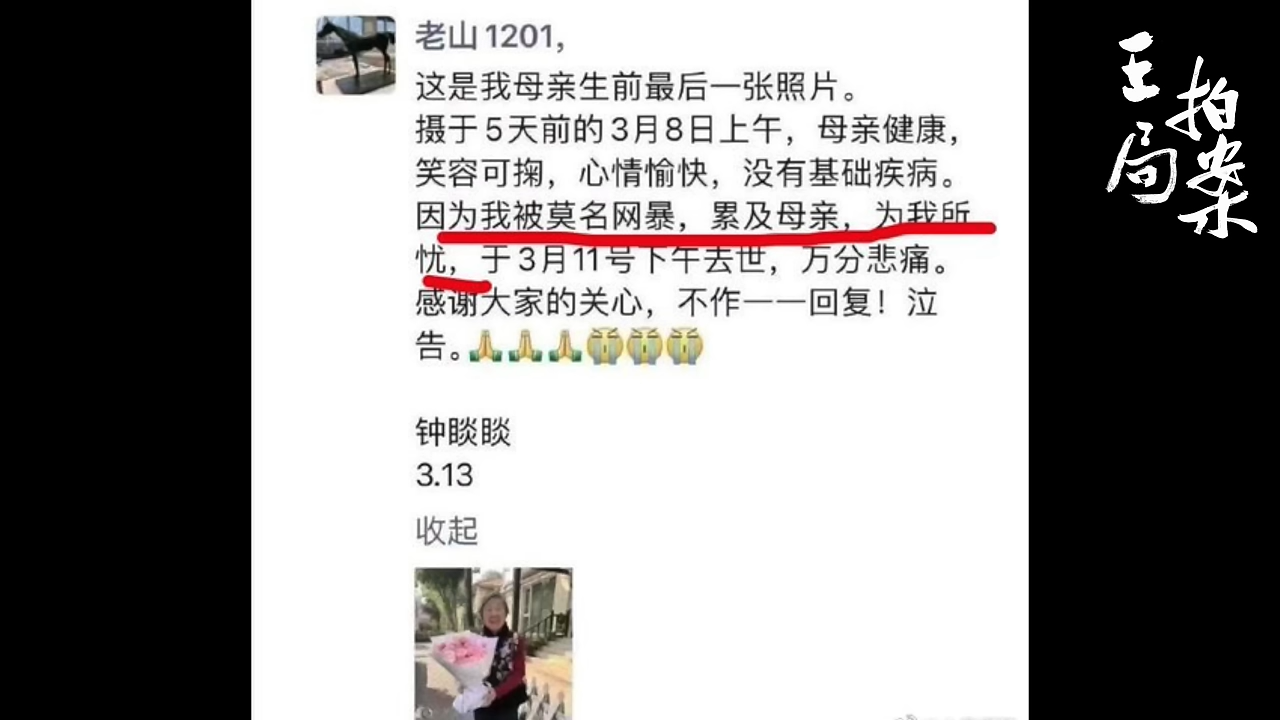 老山1201,
这是我母亲生前最后一张照片。
摄于5天前的3月8日上午，母亲健康，
笑容可掬，心情愉快，没有基础疾病。
因为我被莫名网暴，累及母亲，为我所
忧，于3月11号下午去世，万分悲痛。
感谢大家的关心，不作一一回复！泣
告。🙏🙏🙏😭😭😭
钟睒睒
3.13
收起
王局
拍案